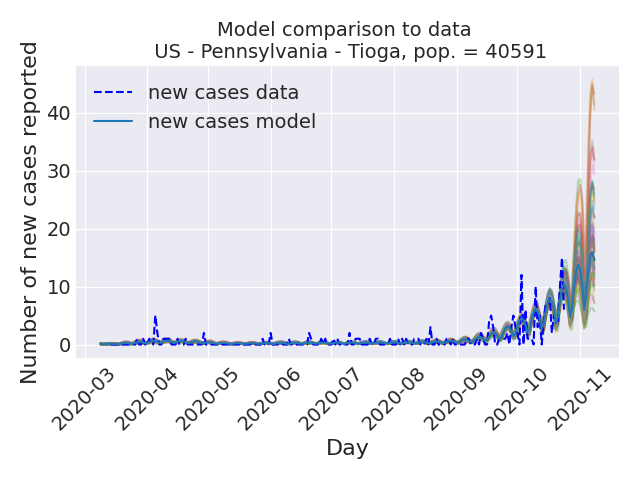 Model comparison to data
US - Pennsylvania - Tioga, pop. = 40591
Number of new cases reported
40
30
20
10
0
new cases data
new cases model
2020-03
2020-04
2020-05
2020-06
2020-07
2020-08
2020-09
2020-10
2020-11
Day